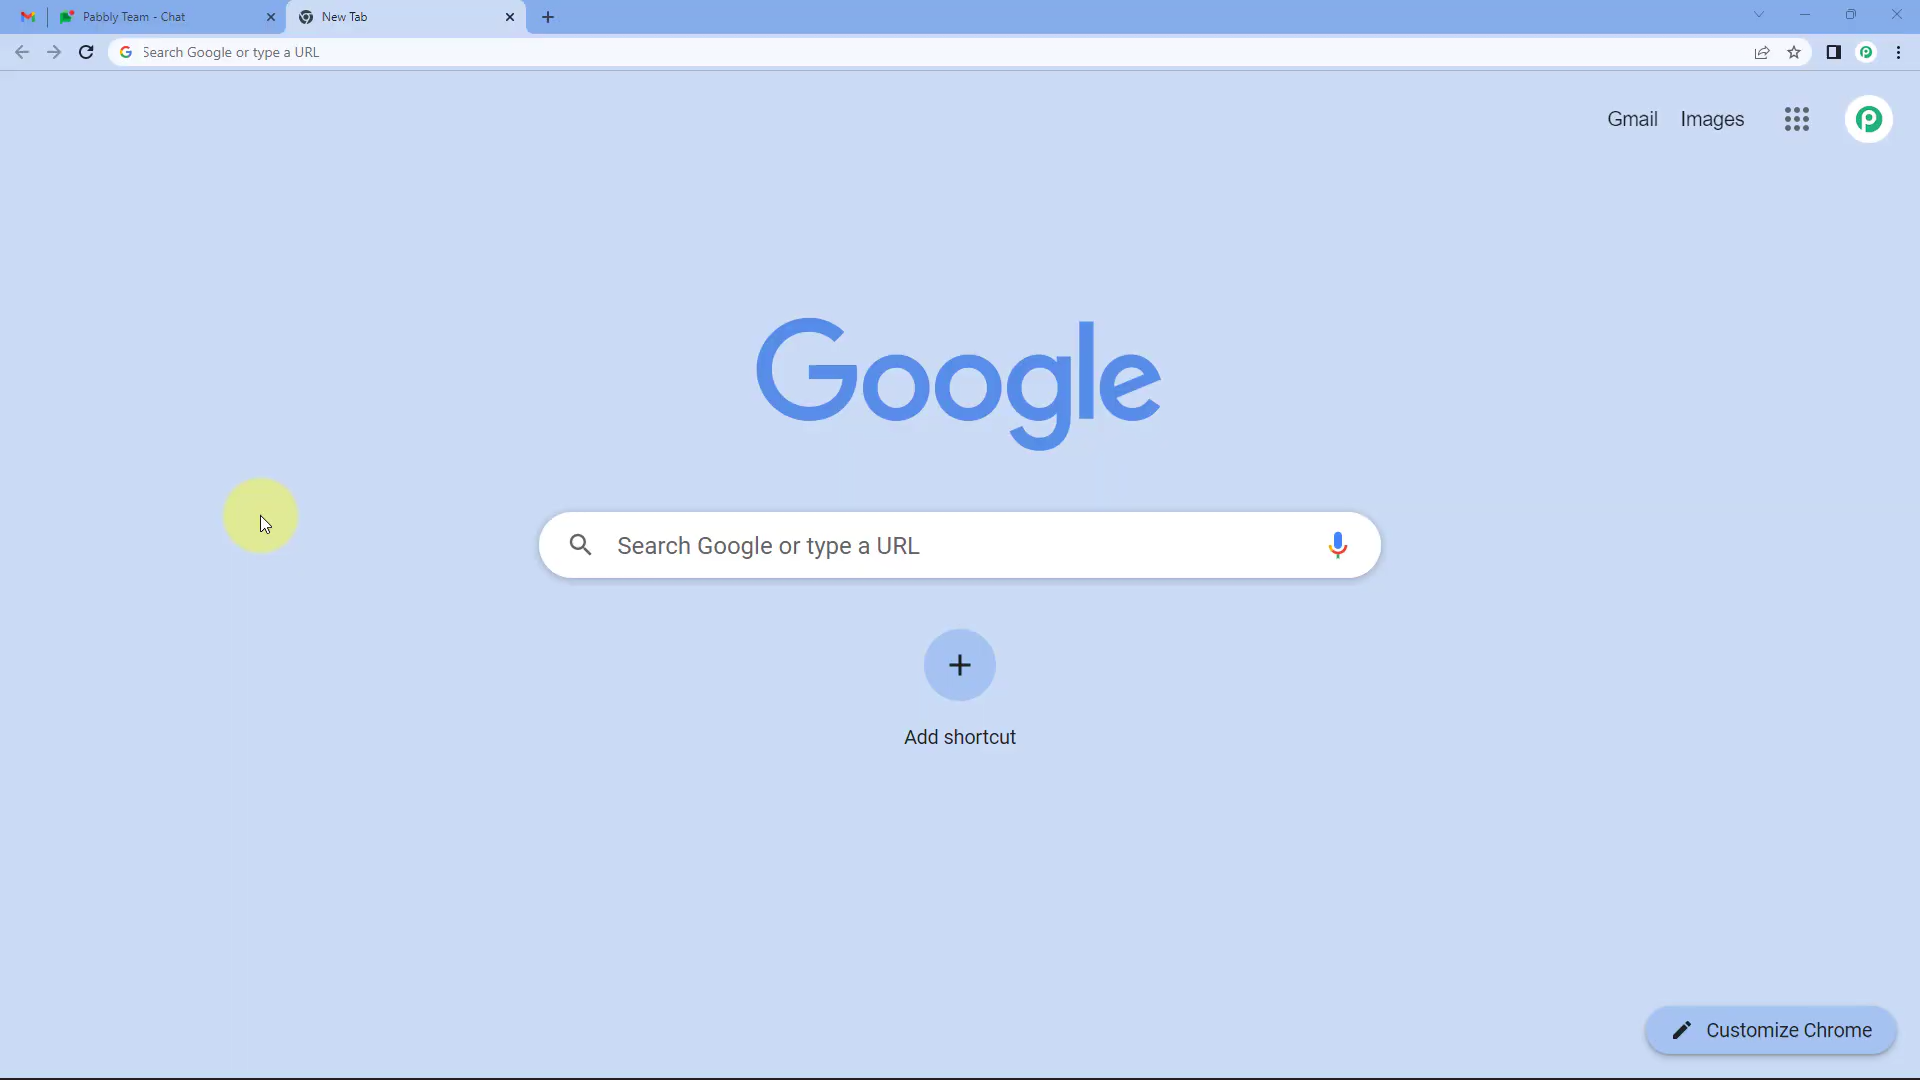 Pabbly Team - Chat
New Tab
Search Google or type a URL
Gmail
Images
Google
Search Google or type a URL
Add shortcut
Customize Chrome